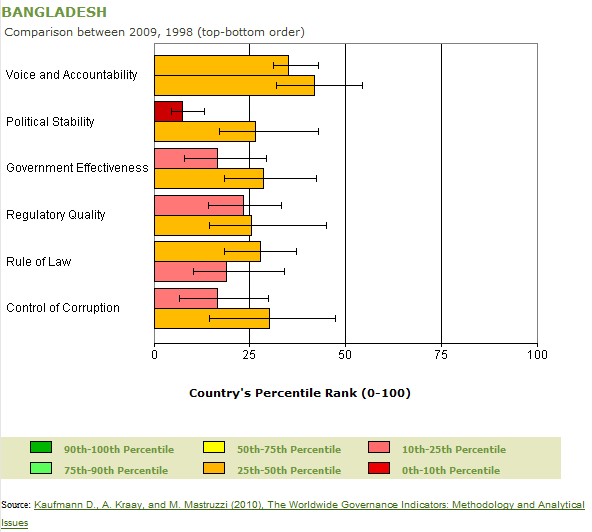 BANGLADESH
Comparison between 2009, 1998 (top-bottom order)
Voice and Accountability
Political Stability
Government Effectiveness
Regulatory Quality
Rule of Law
Control of Corruption
0 25 50 75 100
Country's Percentile Rank (0-100)
90th-100th Percentile 50th-75th Percentile 10th-25th Percentile
75th-90th Percentile 25th-50th Percentile 0th-10th Percentile
Source: Kaufmann D., A. Kraay, and M. Mastruzzi (2010), The Worldwide Governance Indicators: Methodology and Analytical
Issues